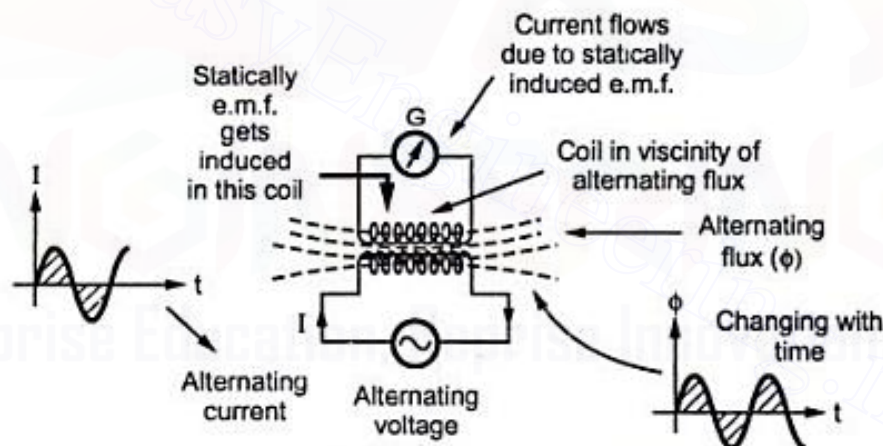 Current flows
due to statically
induced e.m.f.
Statically
e.m.f.
gets
induced
in this coil
G
Coil in viscinity of
alternating flux
Alternating
flux (ϕ)
I
t
I
Alternating
current
Alternating
voltage
ϕ
Changing with
time
t